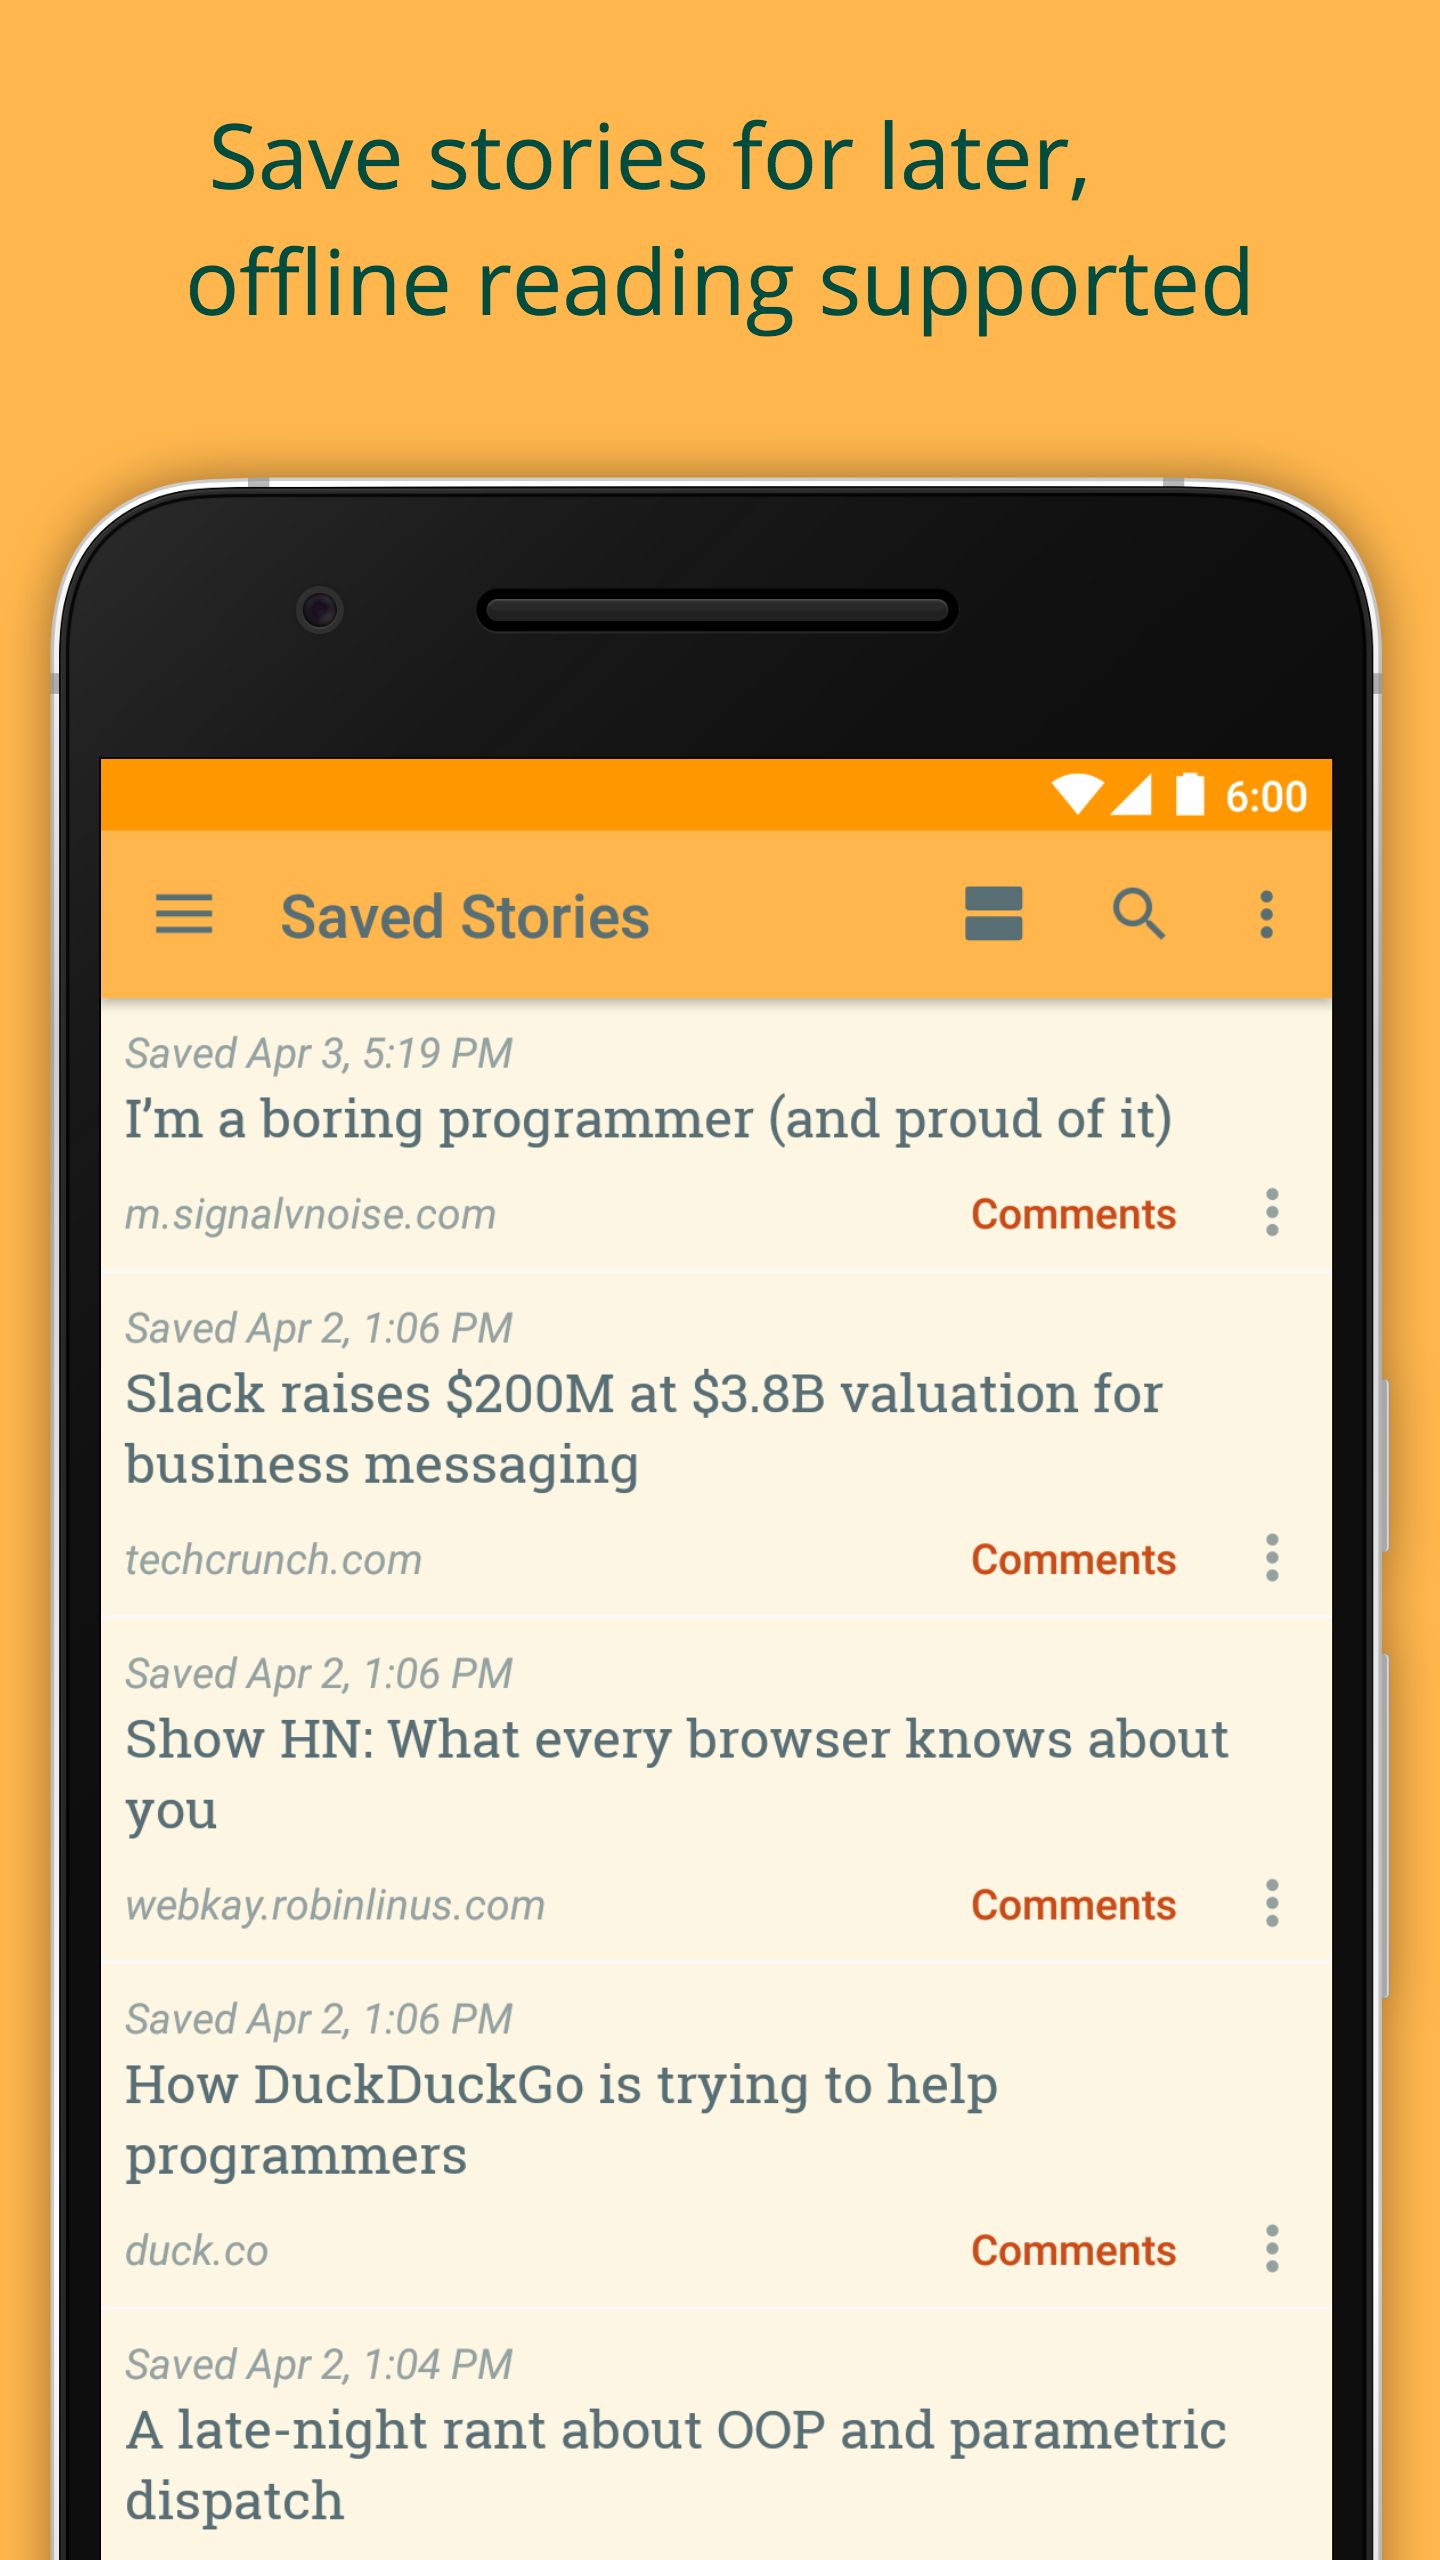 Save stories for later,
offline reading supported
6:00
Saved Stories
Saved Apr 3, 5:19 PM
I’m a boring programmer (and proud of it)
m.signalvnoise.com Comments
Saved Apr 2, 1:06 PM
Slack raises $200M at $3.8B valuation for
business messaging
techcrunch.com Comments
Saved Apr 2, 1:06 PM
Show HN: What every browser knows about
you
webkay.robinlinus.com Comments
Saved Apr 2, 1:06 PM
How DuckDuckGo is trying to help
programmers
duck.co Comments
Saved Apr 2, 1:04 PM
A late-night rant about OOP and parametric
dispatch